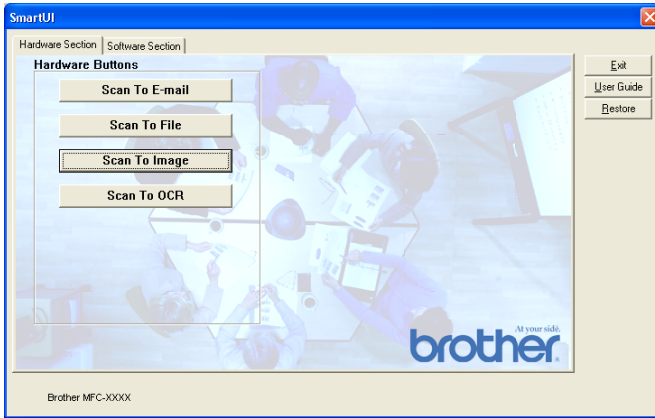 SmartUI
Hardware Section Software Section
Hardware Buttons
Scan To E-mail
Scan To File
Scan To Image
Scan To OCR
Exit
User Guide
Restore
At your side.
brother.
Brother MFC-XXXX